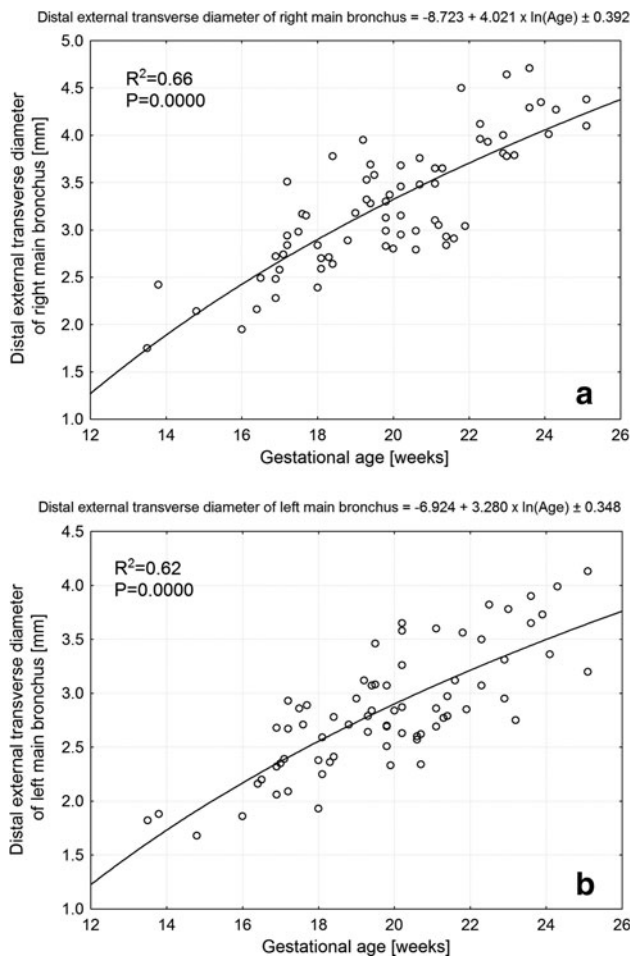 Distal external transverse diameter of right main bronchus = -8.723 + 4.021 x ln(Age) ± 0.392
5.0
4.5
4.0
3.5
3.0
2.5
2.0
1.5
1.0
Distal external transverse diameter
of right main bronchus [mm]
R²=0.66
P=0.0000
a
12 14 16 18 20 22 24 26
Gestational age [weeks]
Distal external transverse diameter of left main bronchus = -6.924 + 3.280 x ln(Age) ± 0.348
4.5
4.0
3.5
3.0
2.5
2.0
1.5
1.0
Distal external transverse diameter
of left main bronchus [mm]
R²=0.62
P=0.0000
b
12 14 16 18 20 22 24 26
Gestational age [weeks]